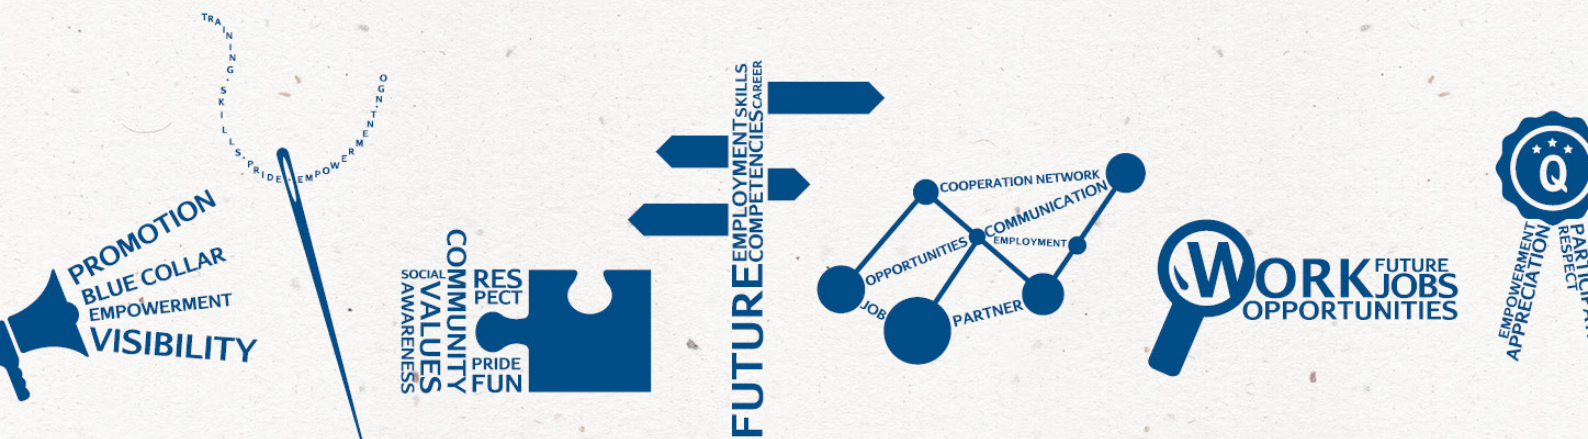 TRAINING·SKILLS·PRIDE·EMPOWERMENT·NGO
PROMOTION
BLUE COLLAR
EMPOWERMENT
VISIBILITY
SOCIAL
AWARENESS
VALUES
COMMUNITY
RES
PECT
PRIDE
FUN
FUTURE
EMPLOYMENT
SKILLS
COMPETENCIES
CAREER
COOPERATION NETWORK
COMMUNICATION
OPPORTUNITIES
EMPLOYMENT
JOB
PARTNER
WORK
FUTURE
JOBS
OPPORTUNITIES
Q
EMPOWERMENT
APPRECIATION
RESPECT